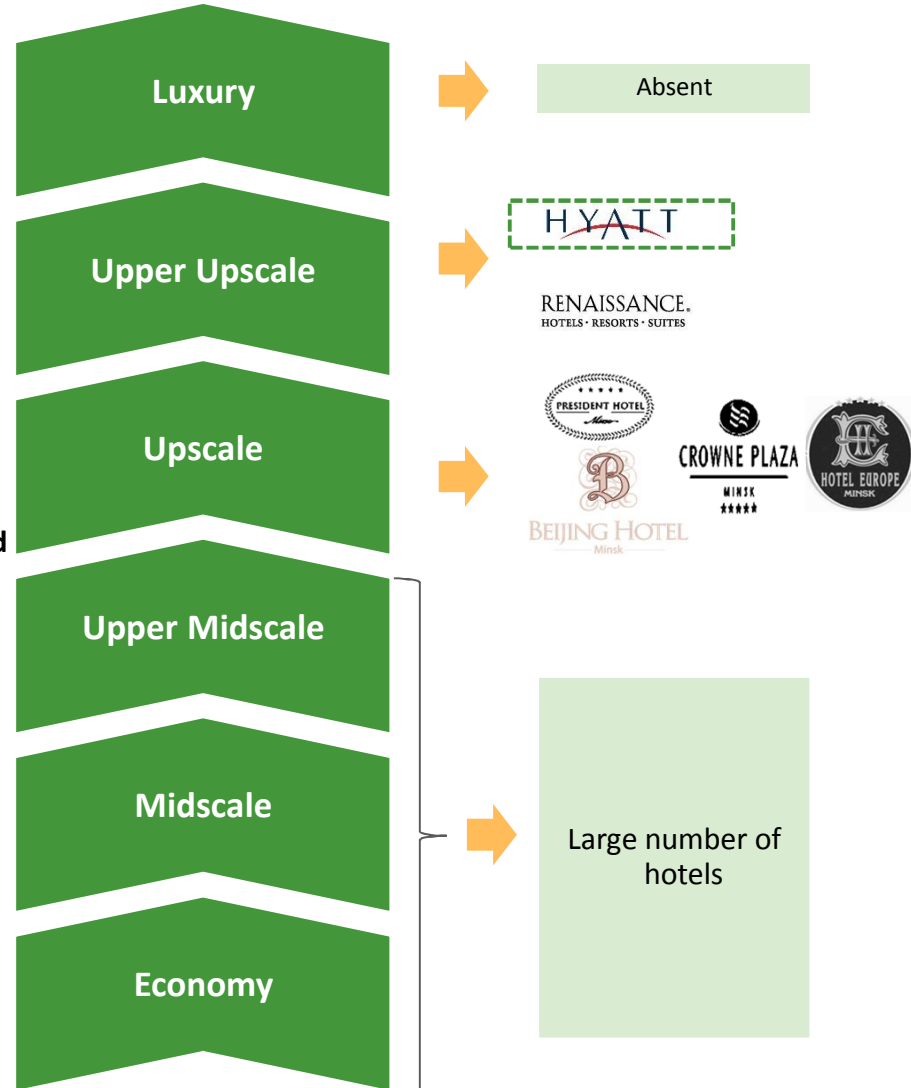 Luxury
Absent
Upper Upscale
HYATT
RENAISSANCE®
HOTELS · RESORTS · SUITES
Upscale
PRESIDENT HOTEL
B
BEIJING HOTEL
Minsk
CROWNE PLAZA
MINSK
HE
HOTEL EUROPE
MINSK
d
Upper Midscale
Midscale
Large number of
hotels
Economy